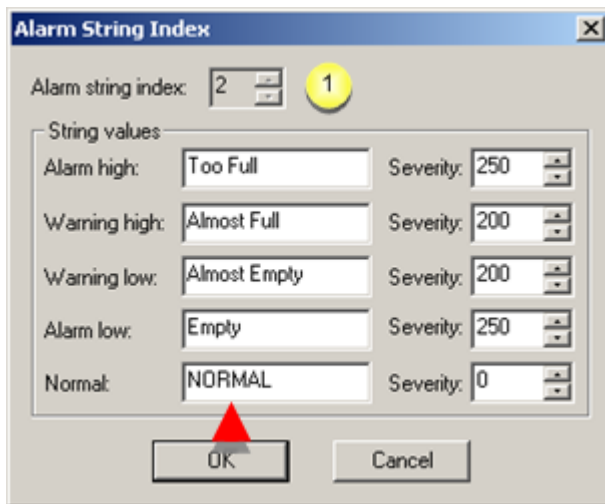 Alarm String Index
Alarm string index: 2 1
String values
Alarm high: Too Full Severity: 250
Warning high: Almost Full Severity: 200
Warning low: Almost Empty Severity: 200
Alarm low: Empty Severity: 250
Normal: NORMAL Severity: 0
OK Cancel